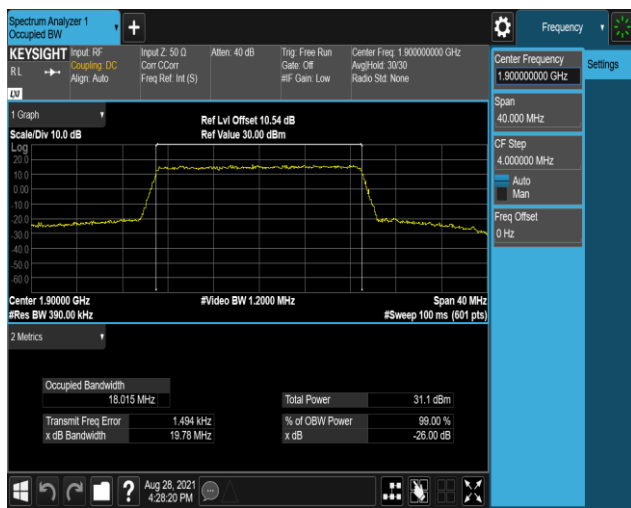 Spectrum Analyzer 1
Occupied BW
+
Frequency
KEYSIGHT
RL
LXI
Input: RF
Coupling: DC
Align: Auto
Input Z: 50 Ω
Corr CCorr
Freq Ref: Int (S)
Atten: 40 dB
Trig: Free Run
Gate: Off
#IF Gain: Low
Center Freq: 1.900000000 GHz
Avg|Hold: 30/30
Radio Std: None
Center Frequency
1.900000000 GHz
Settings
Span
40.000 MHz
CF Step
4.000000 MHz
Auto
Man
Freq Offset
0 Hz
1 Graph
Scale/Div 10.0 dB
Ref Lvl Offset 10.54 dB
Ref Value 30.00 dBm
Log
20.0
10.0
0.00
-10.0
-20.0
-30.0
-40.0
-50.0
-60.0
Center 1.90000 GHz
#Video BW 1.2000 MHz
Span 40 MHz
#Res BW 390.00 kHz
#Sweep 100 ms (601 pts)
2 Metrics
Occupied Bandwidth
18.015 MHz
Total Power 31.1 dBm
Transmit Freq Error 1.494 kHz
% of OBW Power 99.00 %
x dB Bandwidth 19.78 MHz
x dB -26.00 dB
?
Aug 28, 2021
4:28:20 PM